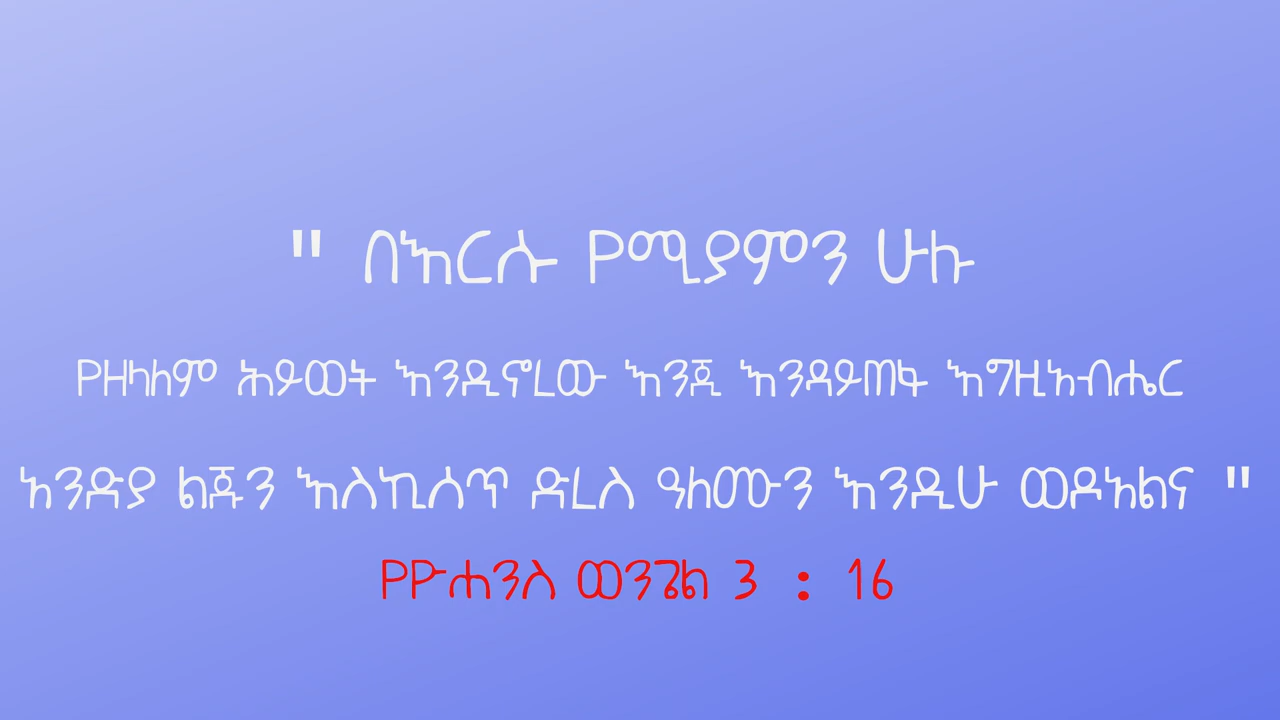 " በእርሱ የሚያምን ሁሉ
የዘላለም ሕይወት እንዲኖረው እንጂ እንዳይጠፋ እግዚአብሔር
አንድያ ልጁን እስኪሰጥ ድረስ ዓለሙን እንዲሁ ወዶአልና "
የዮሐንስ ወንጌል 3 : 16